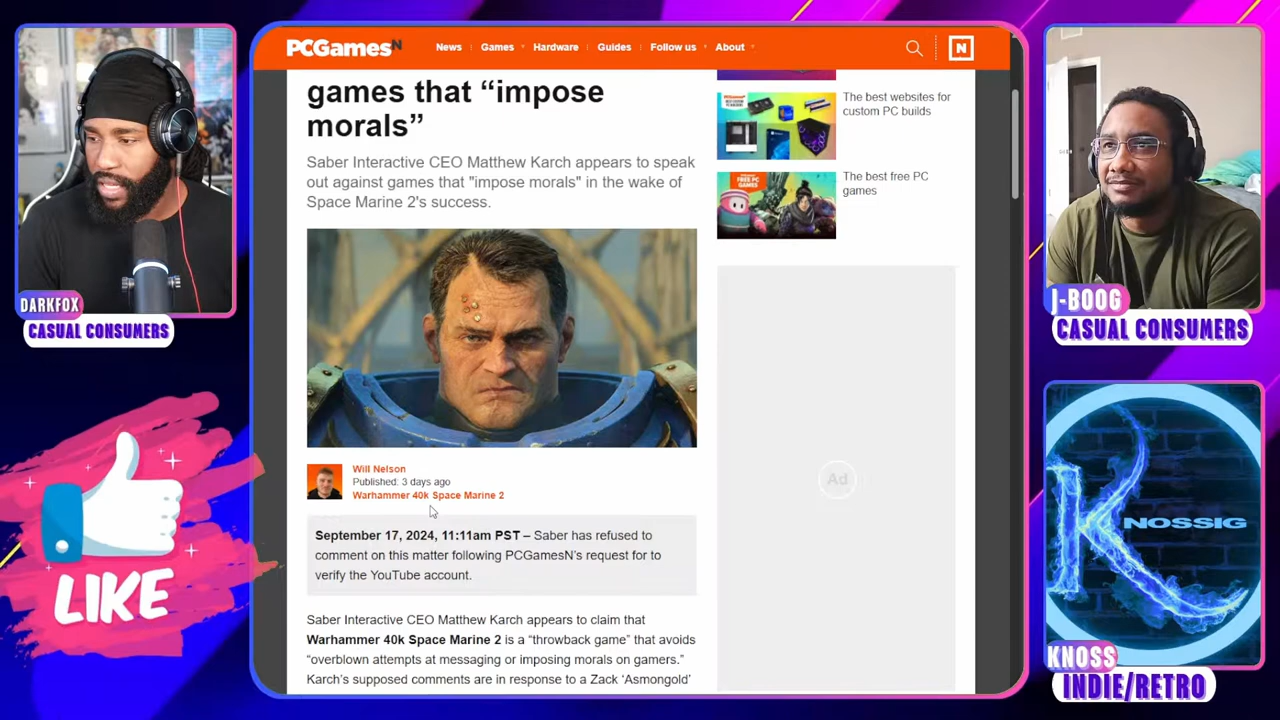 PCGamesN
News
Games
Hardware
Guides
Follow us
About
N
games that “impose
morals”
Saber Interactive CEO Matthew Karch appears to speak
out against games that "impose morals" in the wake of
Space Marine 2's success.
Will Nelson
Published: 3 days ago
Warhammer 40k Space Marine 2
September 17, 2024, 11:11am PST – Saber has refused to
comment on this matter following PCGamesN’s request for to
verify the YouTube account.
Saber Interactive CEO Matthew Karch appears to claim that
Warhammer 40k Space Marine 2 is a “throwback game” that avoids
“overblown attempts at messaging or imposing morals on gamers.”
Karch’s supposed comments are in response to a Zack ‘Asmongold’
The best websites for
custom PC builds
FREE PC
GAMES
The best free PC
games
Ad
DARKFOX
CASUAL CONSUMERS
LIKE
J-BOOG
CASUAL CONSUMERS
K
NOSSIG
KNOSS
INDIE/RETRO